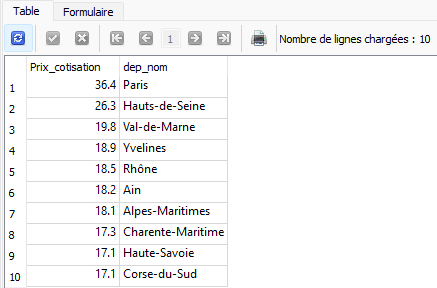 Table Formulaire
1 Nombre de lignes chargées : 10
Prix_cotisation dep_nom
1 36.4 Paris
2 26.3 Hauts-de-Seine
3 19.8 Val-de-Marne
4 18.9 Yvelines
5 18.5 Rhône
6 18.2 Ain
7 18.1 Alpes-Maritimes
8 17.3 Charente-Maritime
9 17.1 Haute-Savoie
10 17.1 Corse-du-Sud